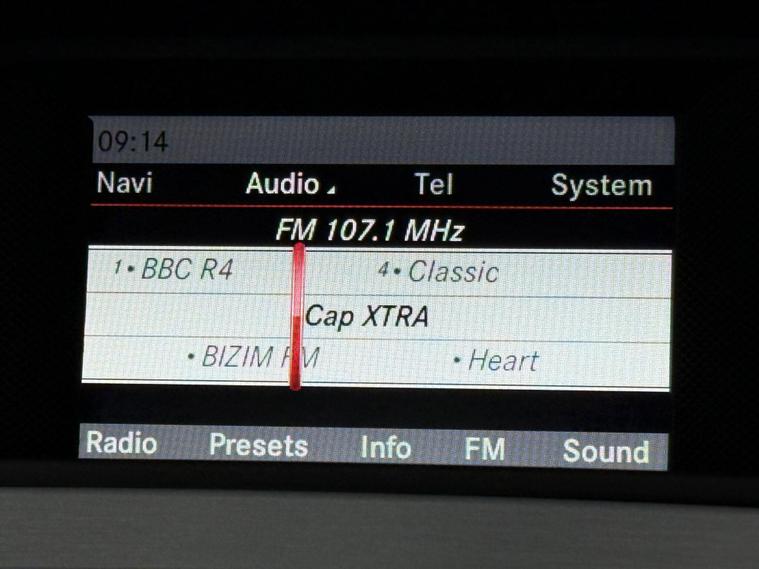 09:14
Navi Audio Tel System
FM 107.1 MHz
1• BBC R4 4• Classic
Cap XTRA
• BIZIM FM • Heart
Radio Presets Info FM Sound